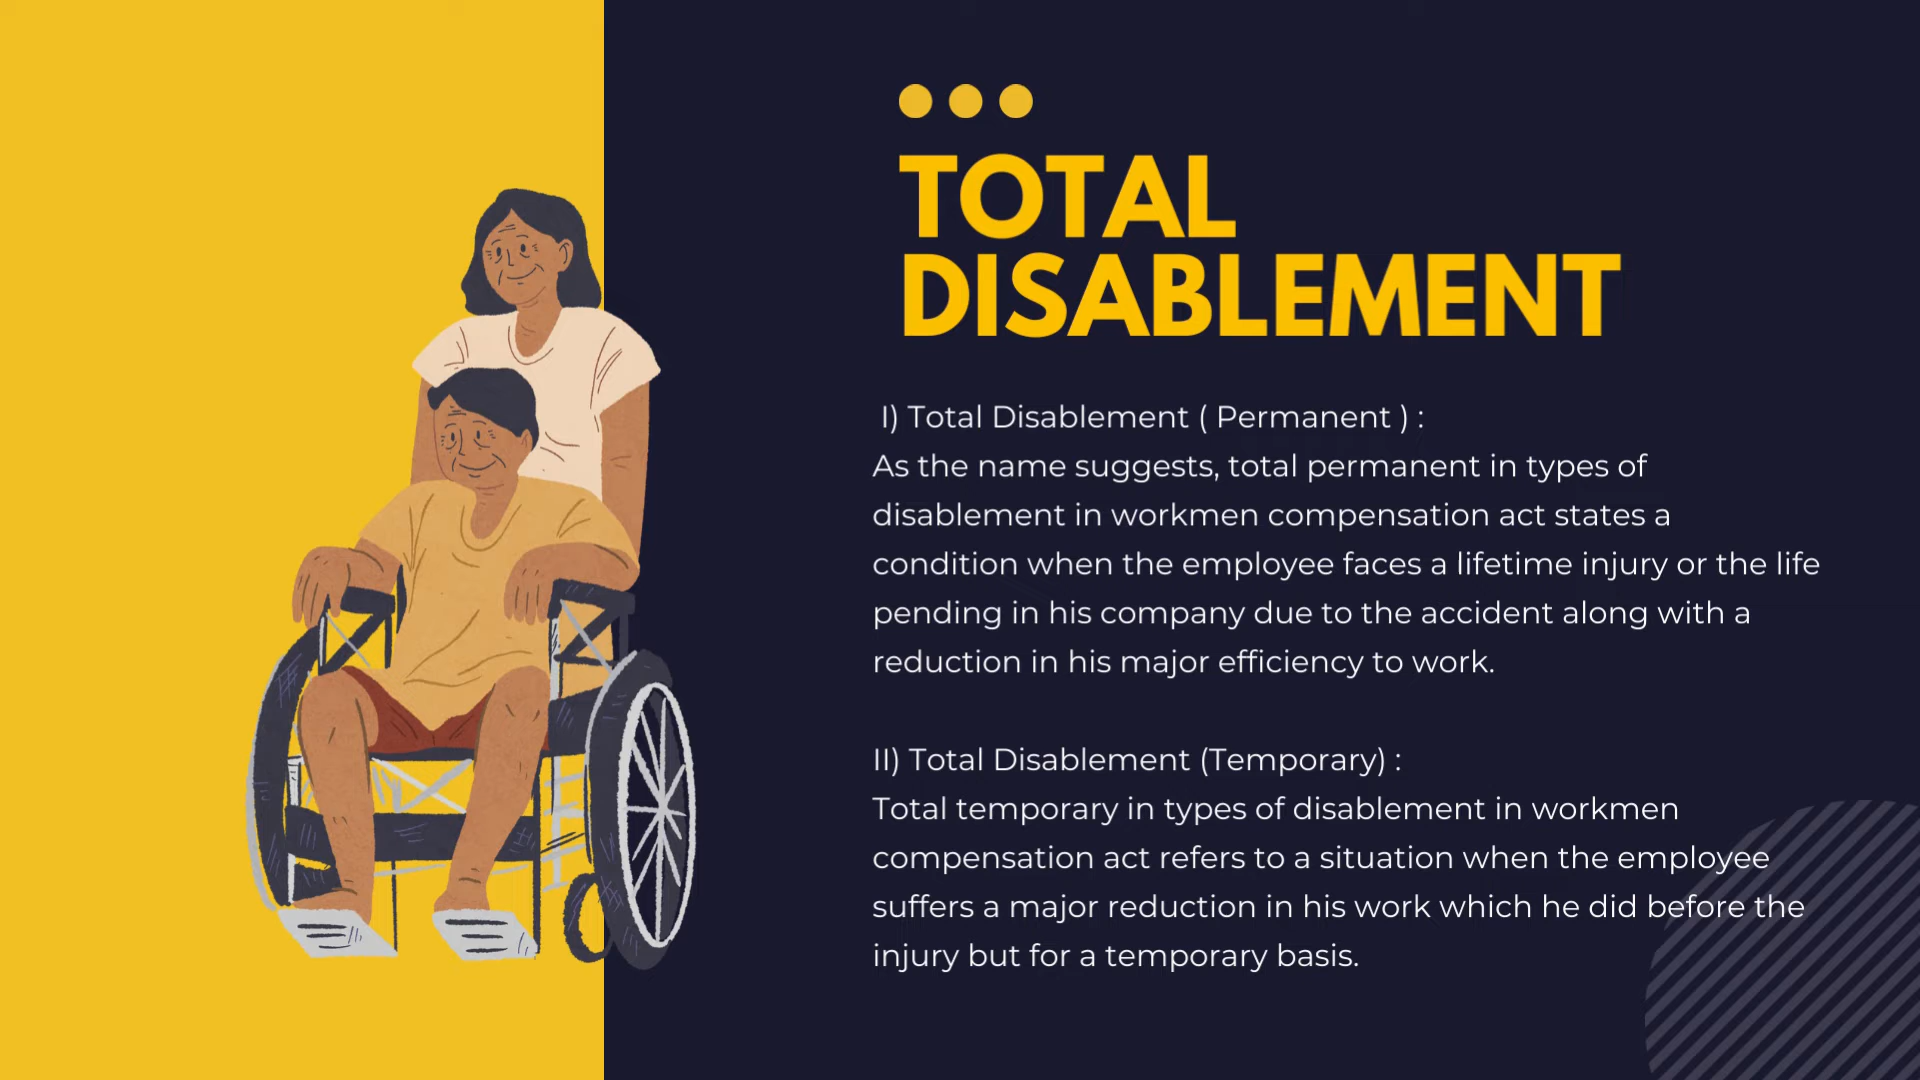 TOTAL
DISABLEMENT
I) Total Disablement ( Permanent ) :
As the name suggests, total permanent in types of
disablement in workmen compensation act states a
condition when the employee faces a lifetime injury or the life
pending in his company due to the accident along with a
reduction in his major efficiency to work.
II) Total Disablement (Temporary) :
Total temporary in types of disablement in workmen
compensation act refers to a situation when the employee
suffers a major reduction in his work which he did before the
injury but for a temporary basis.